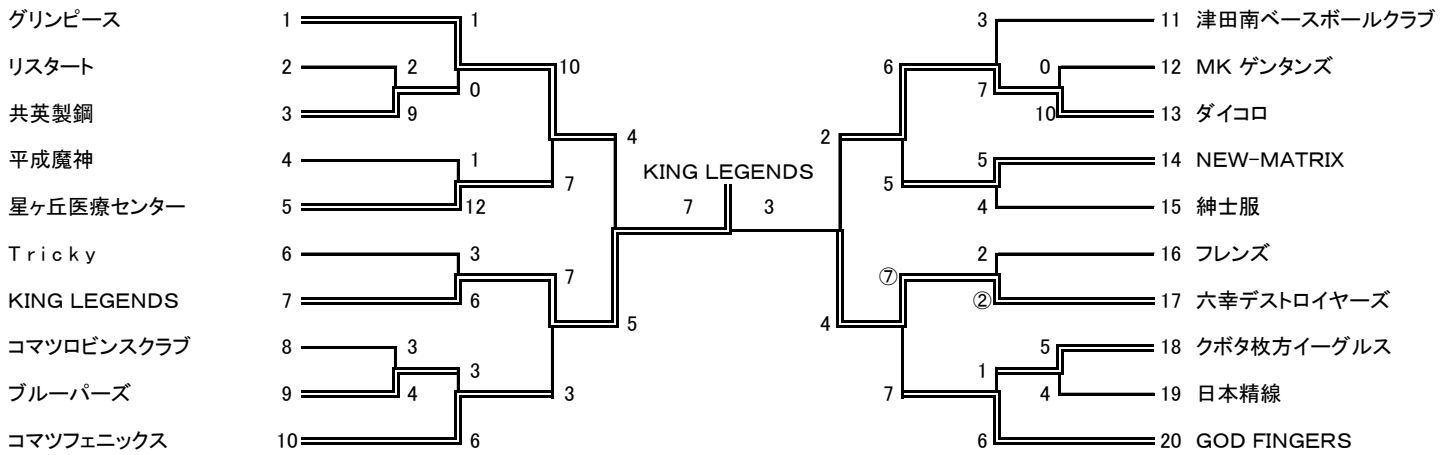 グリンピース 1 1 3 11 津田南ベースボールクラブ
リスタート 2 2 10 6 0 12 MK ゲンタンズ
0 7
共英製鋼 3 9 10 13 ダイコロ
4 2
平成魔神 4 1 5 14 NEW-MATRIX
KING LEGENDS
7 5
星ヶ丘医療センター 5 12 7 3 4 15 紳士服
Tricky 6 3 2 16 フレンズ
7 ⑦
KING LEGENDS 7 6 ② 17 六幸デストロイヤーズ
5 4
コマツロビンスクラブ 8 3 5 18 クボタ枚方イーグルス
3 1
ブルーパーズ 9 4 3 7 4 19 日本精線
コマツフェニックス 10 6 6 20 GOD FINGERS